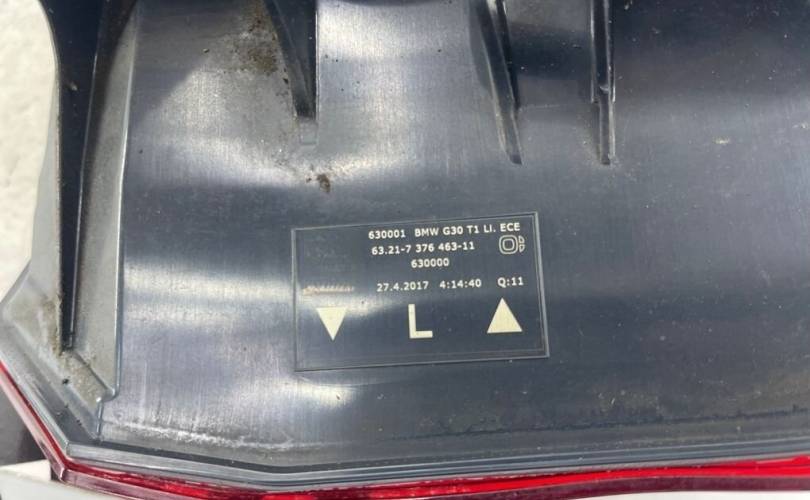 630001 BMW G30 T1 LI. ECE
63.21-7 376 463-11
630000
27.4.2017 4:14:40 Q:11
L